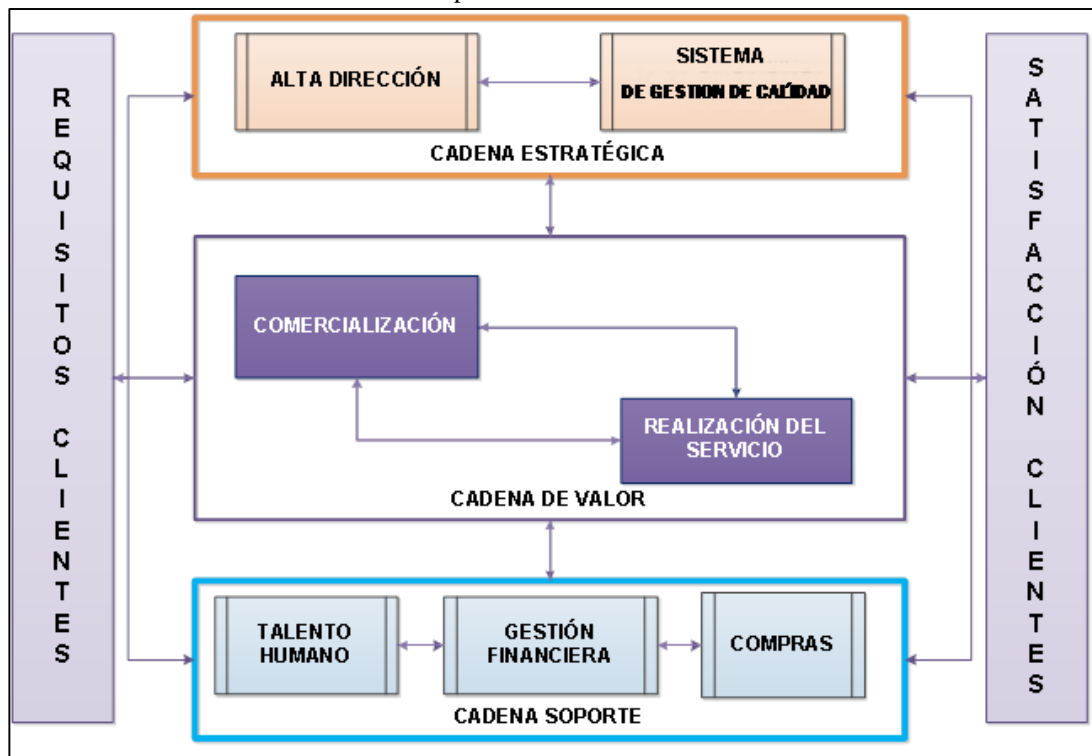 REQUISITOS CLIENTES
ALTA DIRECCIÓN
SISTEMA
DE GESTION DE CALIDAD
CADENA ESTRATÉGICA
COMERCIALIZACIÓN
REALIZACIÓN DEL
SERVICIO
CADENA DE VALOR
TALENTO
HUMANO
GESTIÓN
FINANCIERA
COMPRAS
CADENA SOPORTE
SATISFACCIÓN CLIENTES